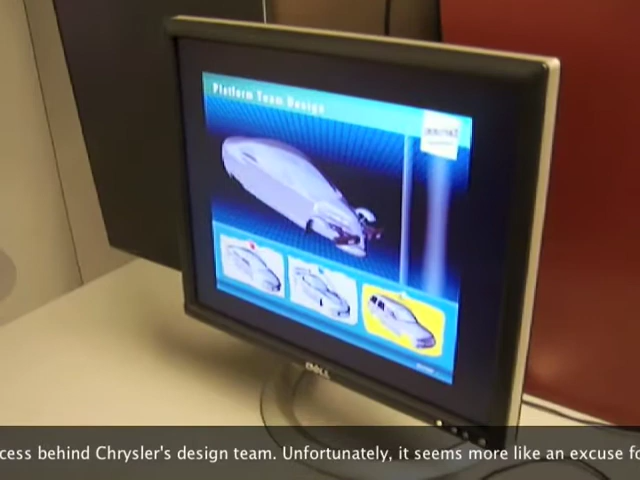 Platform Team Design
DELL
cess behind Chrysler's design team. Unfortunately, it seems more like an excuse fo